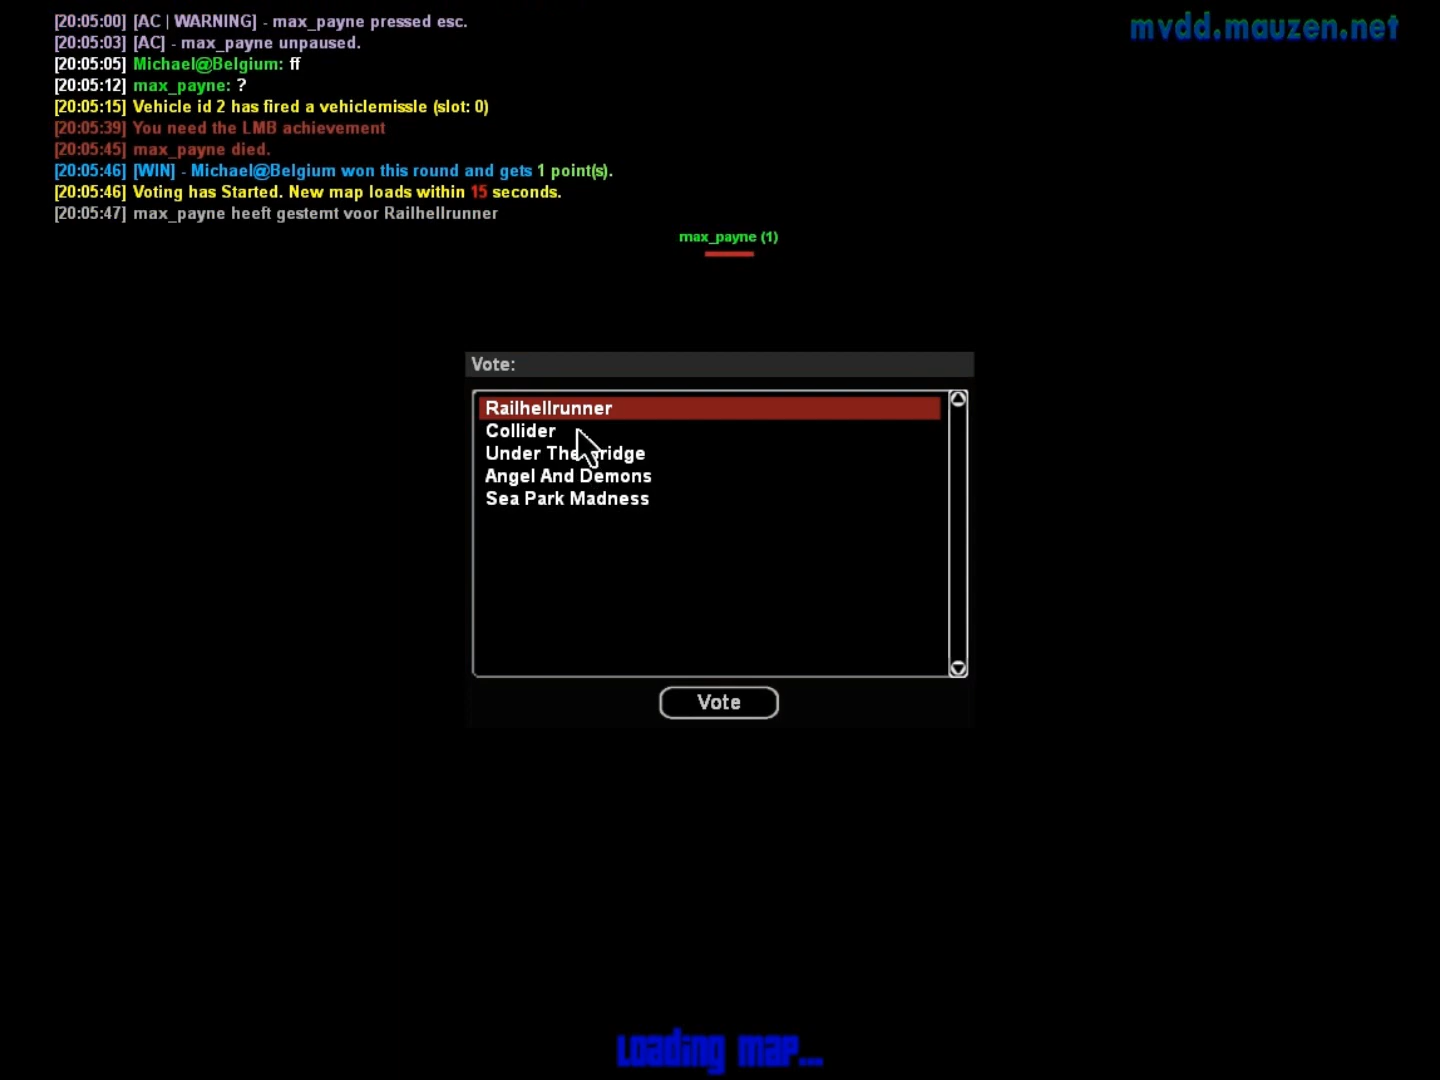 [20:05:00] [AC | WARNING] - max_payne pressed esc.
mvdd.mauzen.net
[20:05:03] [AC] - max_payne unpaused.
[20:05:05] Michael@Belgium: ff
[20:05:12] max_payne: ?
[20:05:15] Vehicle id 2 has fired a vehiclemissle (slot: 0)
[20:05:39] You need the LMB achievement
[20:05:45] max_payne died.
[20:05:46] [WIN] - Michael@Belgium won this round and gets 1 point(s).
[20:05:46] Voting has Started. New map loads within 15 seconds.
[20:05:47] max_payne heeft gestemt voor Railhellrunner
max_payne (1)
Vote:
Railhellrunner
Collider
Under The Bridge
Angel And Demons
Sea Park Madness
Vote
Loading map...